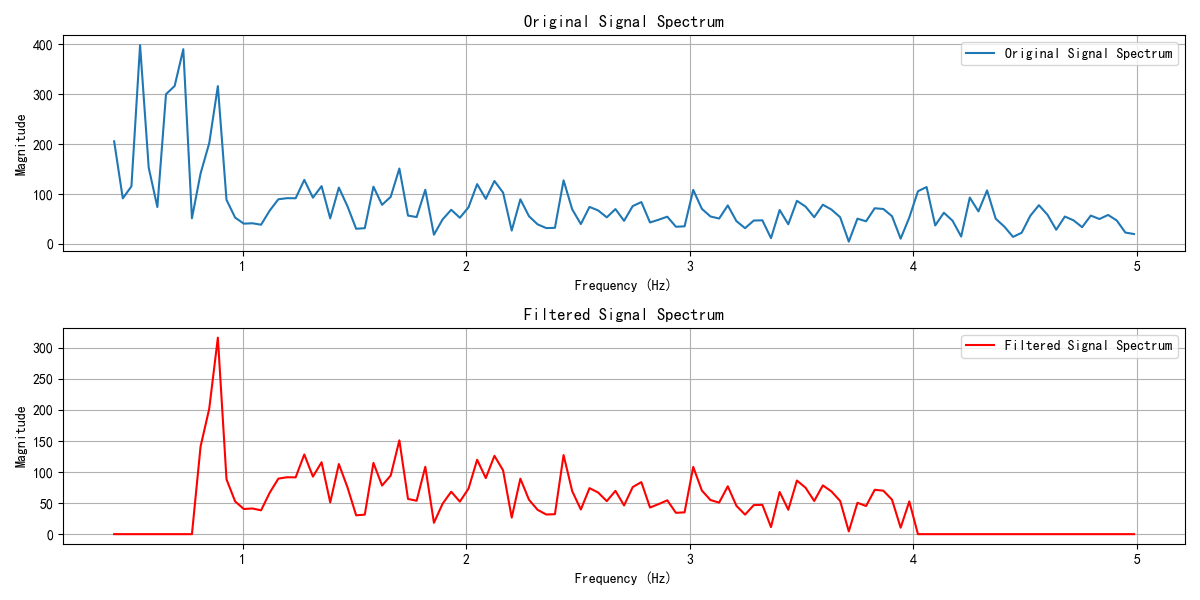 Original Signal Spectrum
Original Signal Spectrum
Magnitude
400
300
200
100
0
1 2 3 4 5
Frequency (Hz)
Filtered Signal Spectrum
Filtered Signal Spectrum
Magnitude
300
250
200
150
100
50
0
1 2 3 4 5
Frequency (Hz)